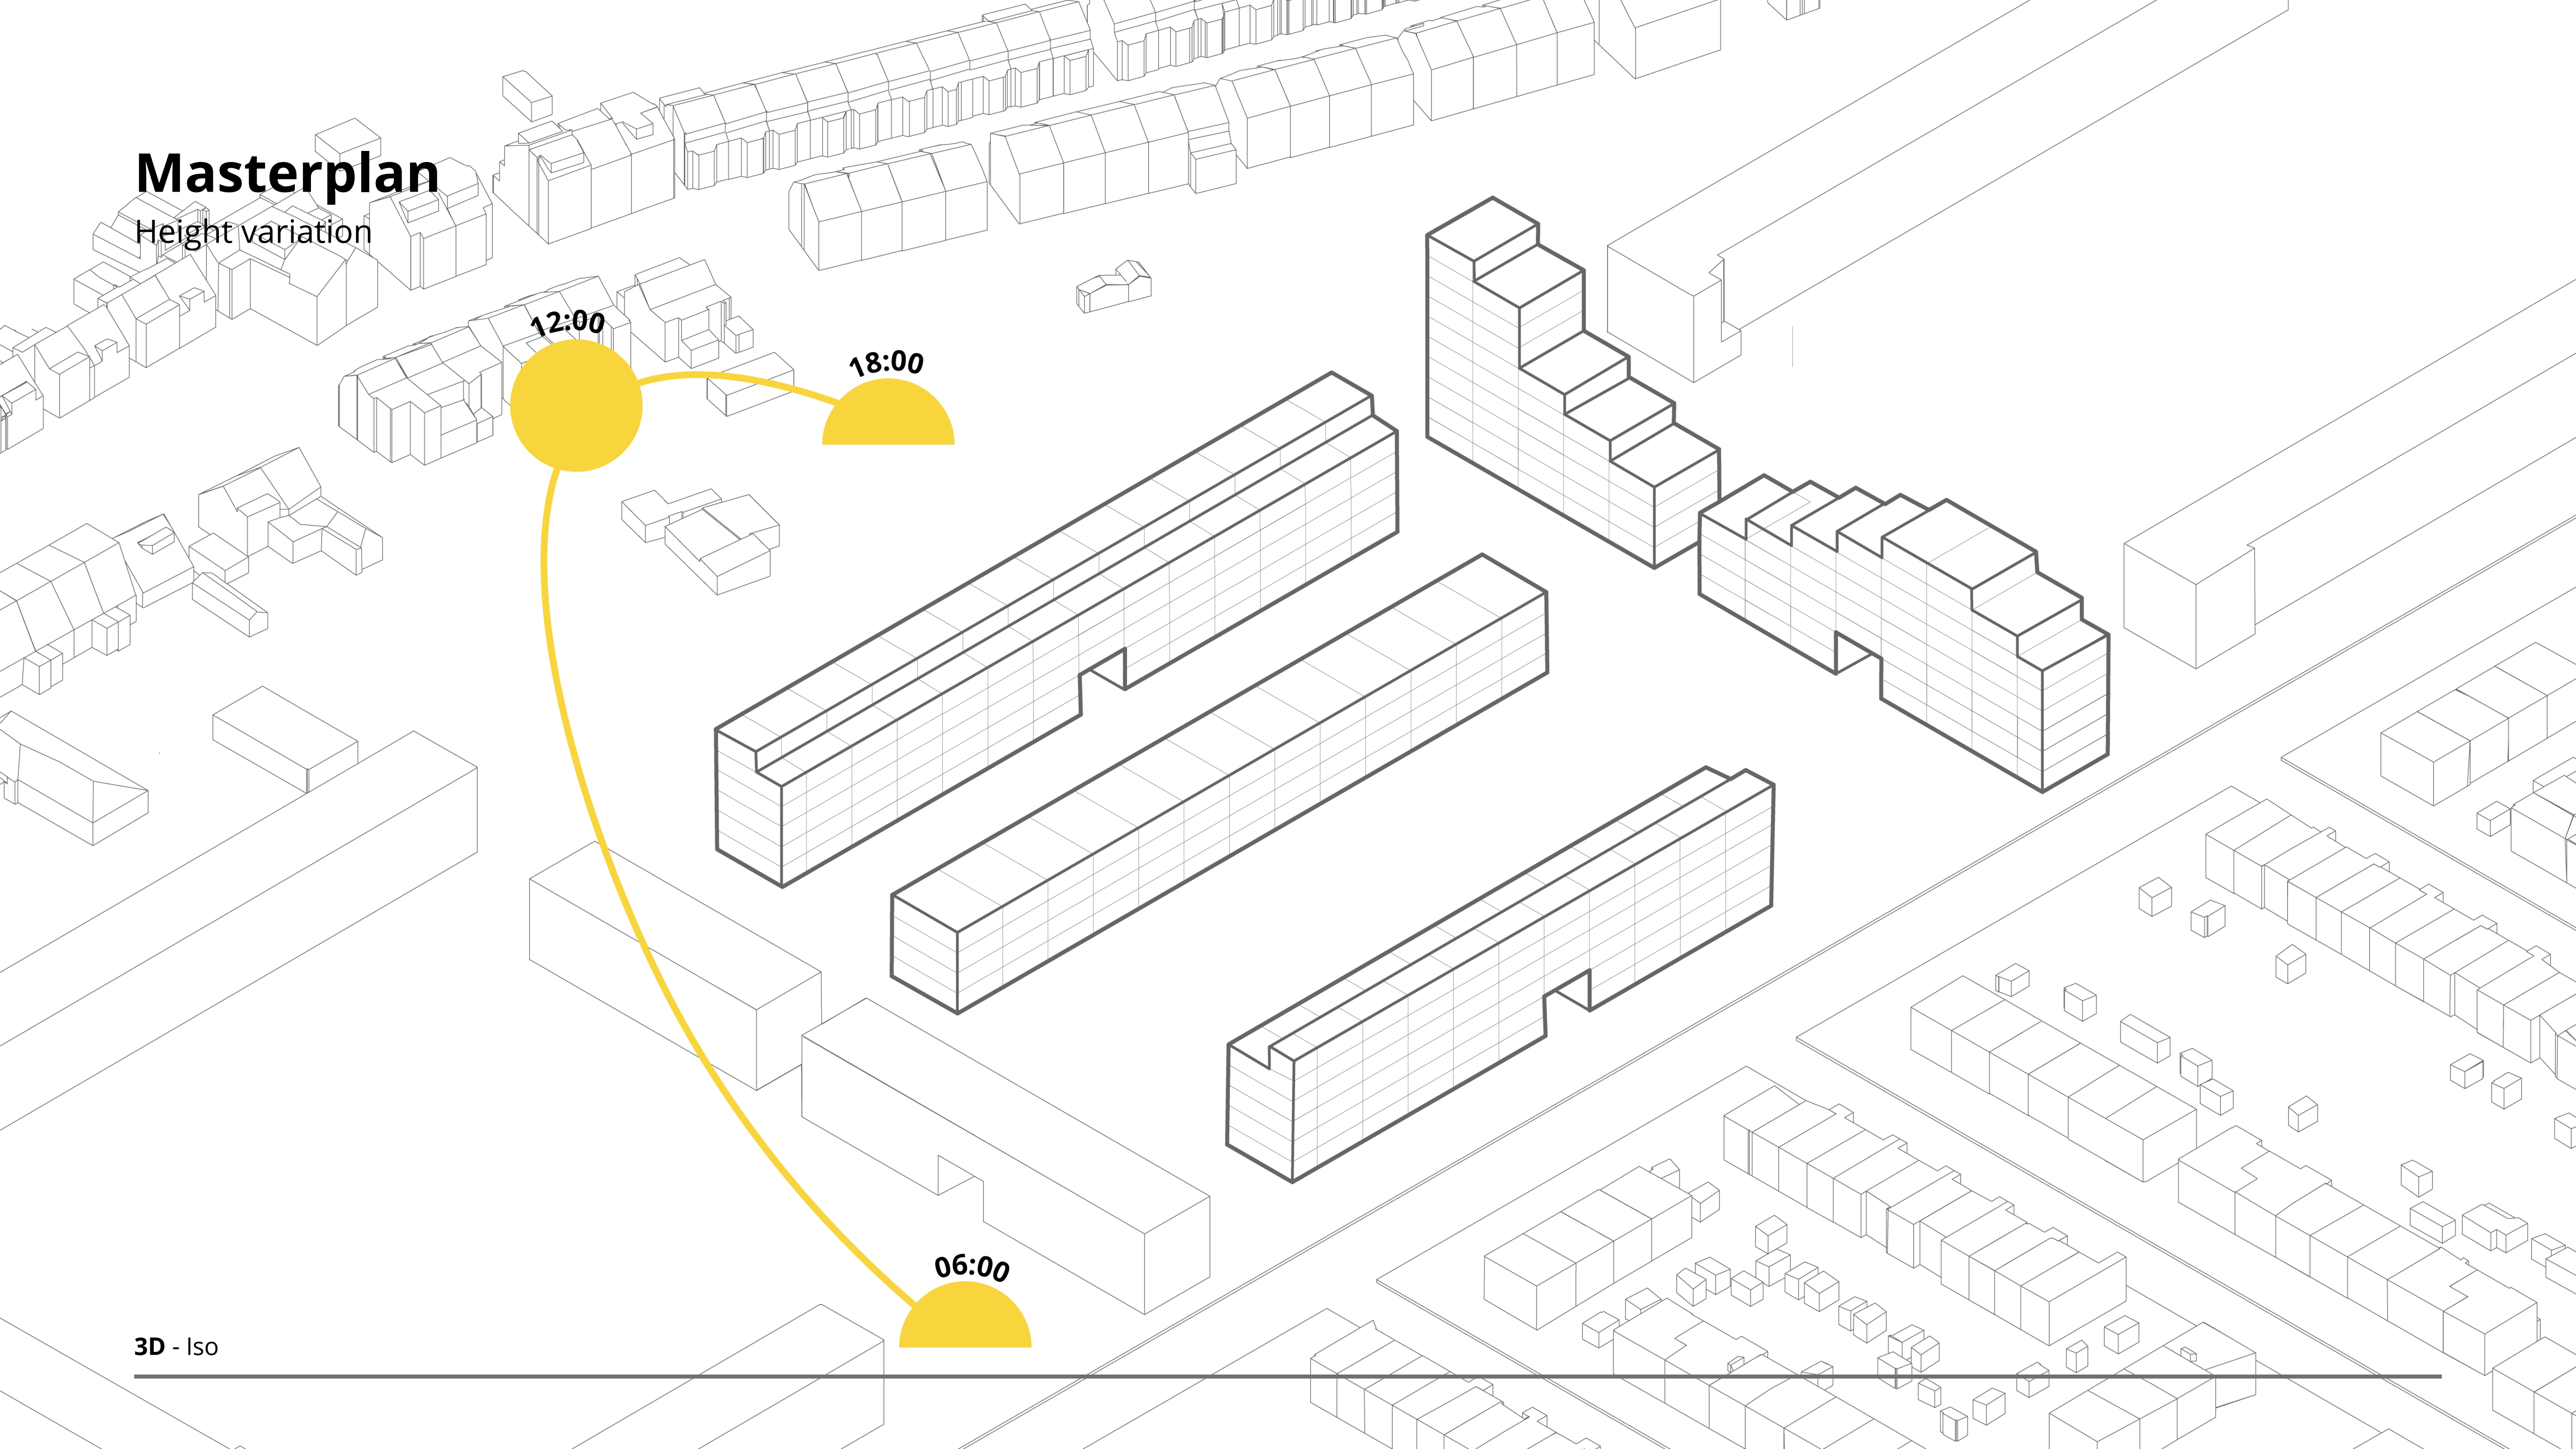 Masterplan
Height variation
12:00
18:00
06:00
3D - Iso